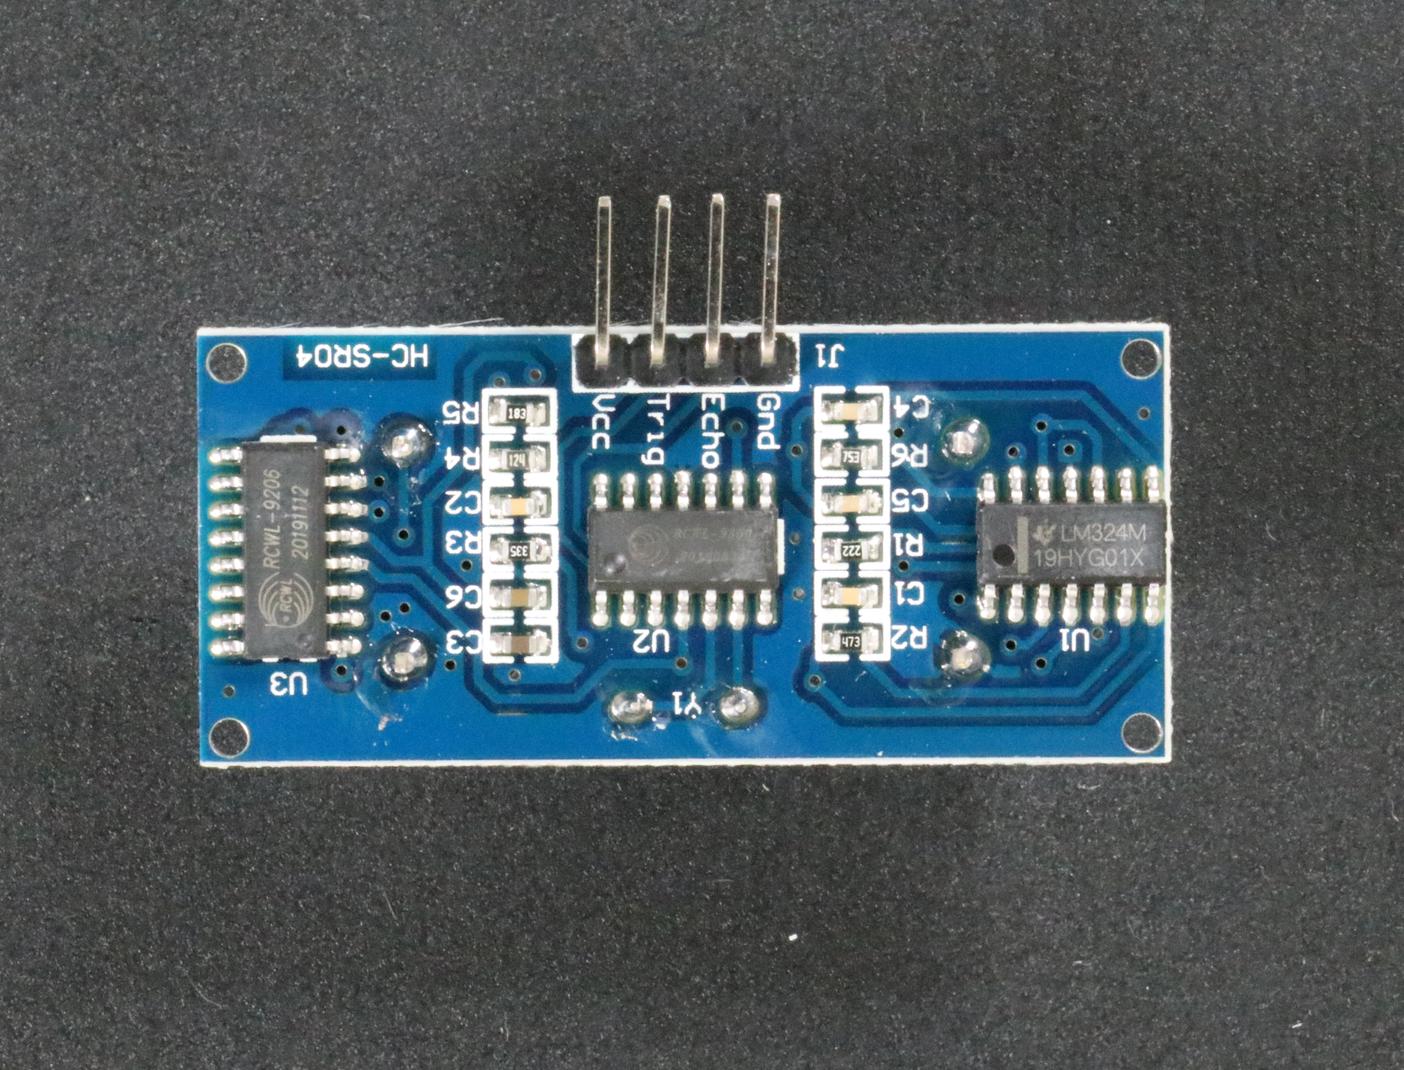 HC-SR04
J1
Vcc
Trig
Echo
Gnd
R5
183
R4
124
C2
R3
335
C6
C3
C4
R6
753
C5
R1
222
C1
R2
473
RCWL-9206
20191112
RCWL
U3
U2
Y1
LM324M
19HYG01X
U1